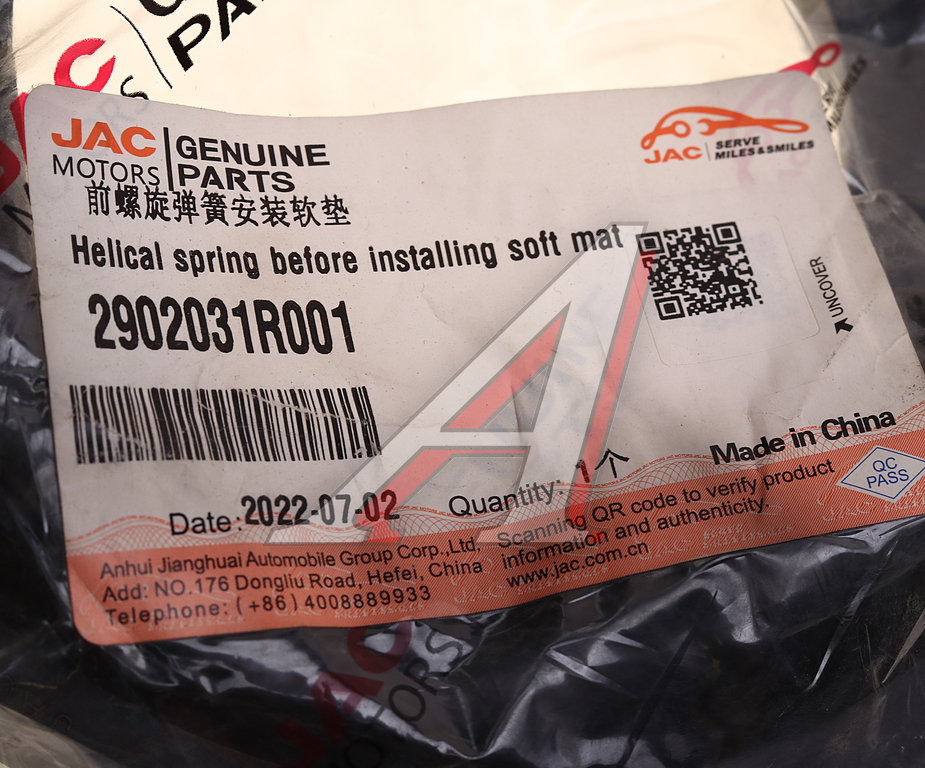 JAC
MOTORS
GENUINE
PARTS
SERVE
JAC
MILES&SMILES
前螺旋弹簧安装软垫
Helical spring before installing soft mat
2902031R001
UNCOVER
Made in China
QC
PASS
Date:2022-07-02
Quantity: 1个
Scanning QR code to verify product
information and authenticity.
www.jac.com.cn
Anhui Jianghuai Automobile Group Corp.,Ltd.
Add: NO.176 Dongliu Road, Hefei, China
Telephone: (+86) 4008889933
JAC
MOTORS